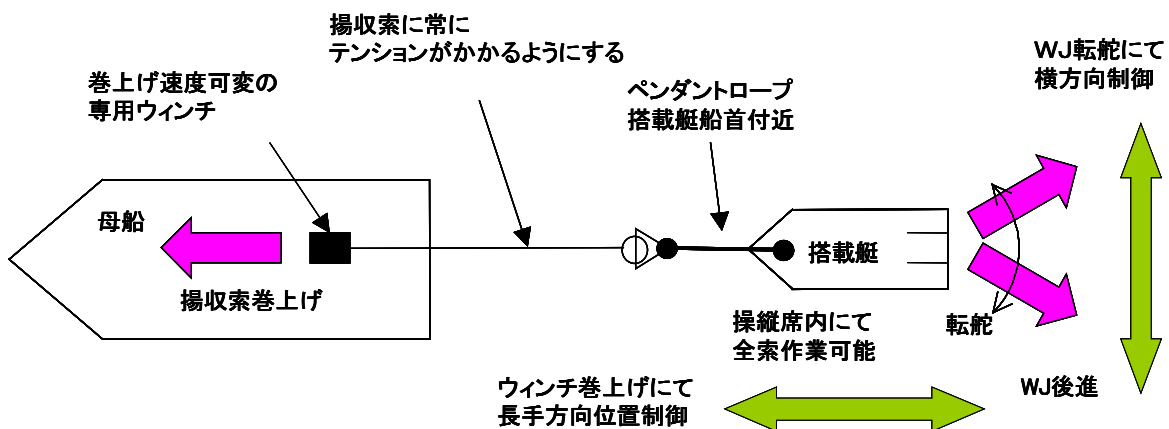 揚収索に常に
テンションがかかるようにする
WJ転舵にて
横方向制御
巻上げ速度可変の
専用ウィンチ
ペンダントロープ
搭載艇船首付近
母船
搭載艇
揚収索巻上げ
操縦席内にて
全索作業可能
転舵
ウィンチ巻上げにて
長手方向位置制御
WJ後進